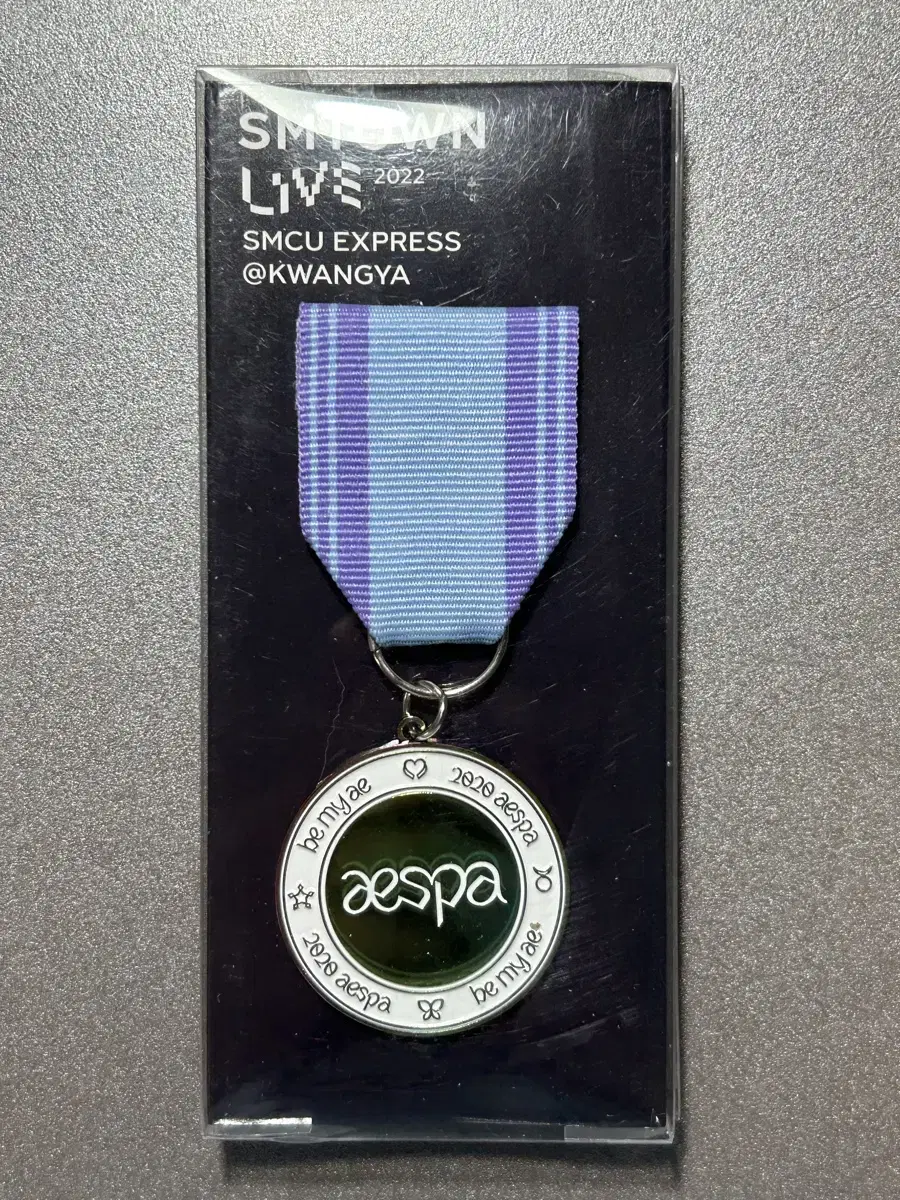 SMTOWN
LiVE 2022
SMCU EXPRESS
@KWANGYA
be my ae
2020 aespa
aespa
2020 aespa
be my ae